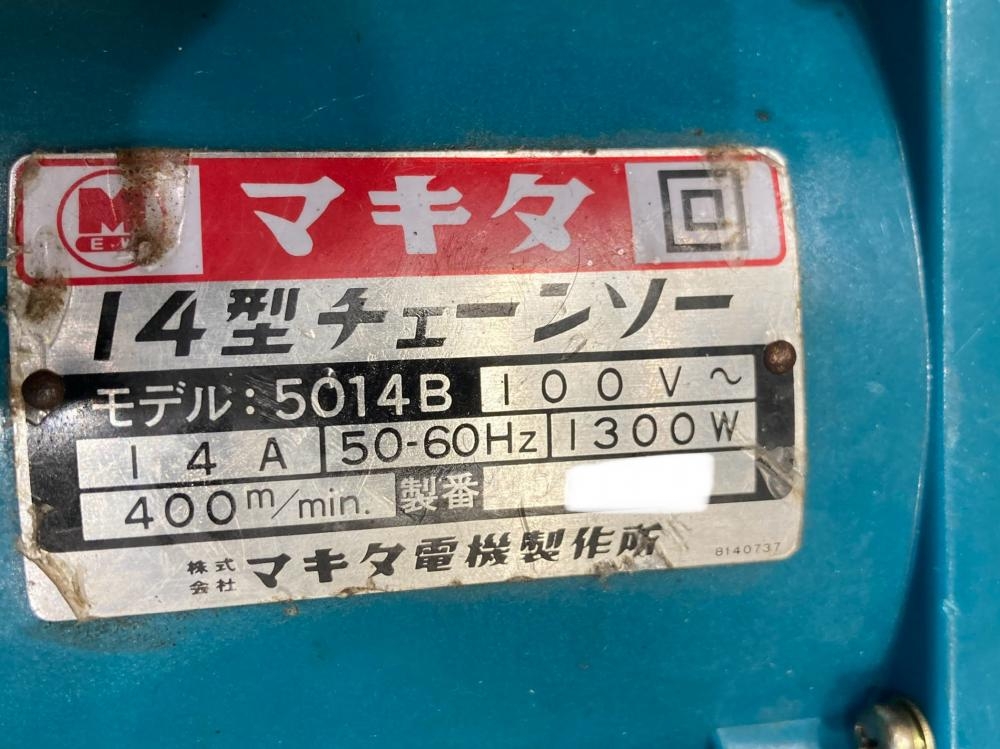 M
E.W
マキタ
14型チェーンソー
モデル:5014B 100V～
14A 50-60Hz 1300W
400m/min. 製番
株式会社 マキタ電機製作所 8140737